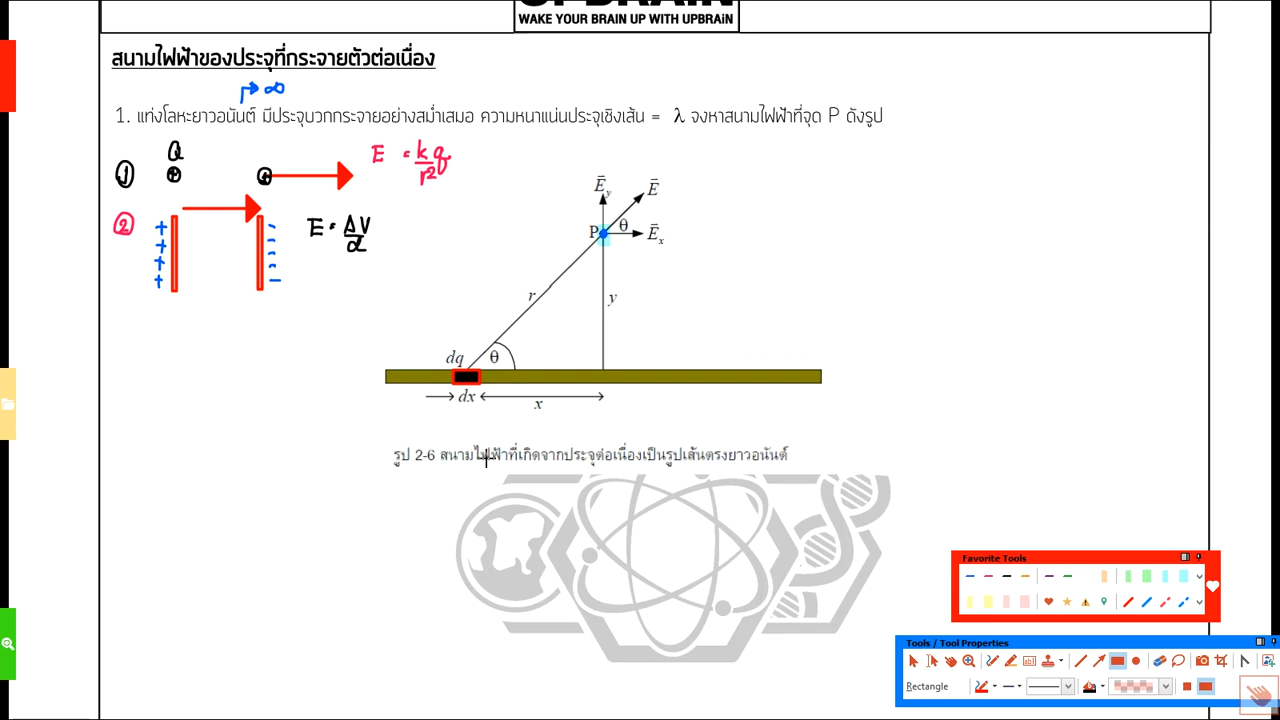 UPBRAiN
WAKE YOUR BRAIN UP WITH UPBRAiN
สนามไฟฟ้าของประจุที่กระจายตัวต่อเนื่อง
r→ ∞
1. แท่งโลหะยาวอนันต์ มีประจุบวกกระจายอย่างสม่ำเสมอ ความหนาแน่นประจุเชิงเส้น = λ จงหาสนามไฟฟ้าที่จุด P ดังรูป
Q
① + + E = kq/r²
② + + + + - - - - E = ΔV/d
E⃗y E⃗
P θ E⃗x
r y
dq θ
dx x
รูป 2-6 สนามไฟฟ้าที่เกิดจากประจุต่อเนื่องเป็นรูปเส้นตรงยาวอนันต์
Favorite Tools
Tools / Tool Properties
Rectangle